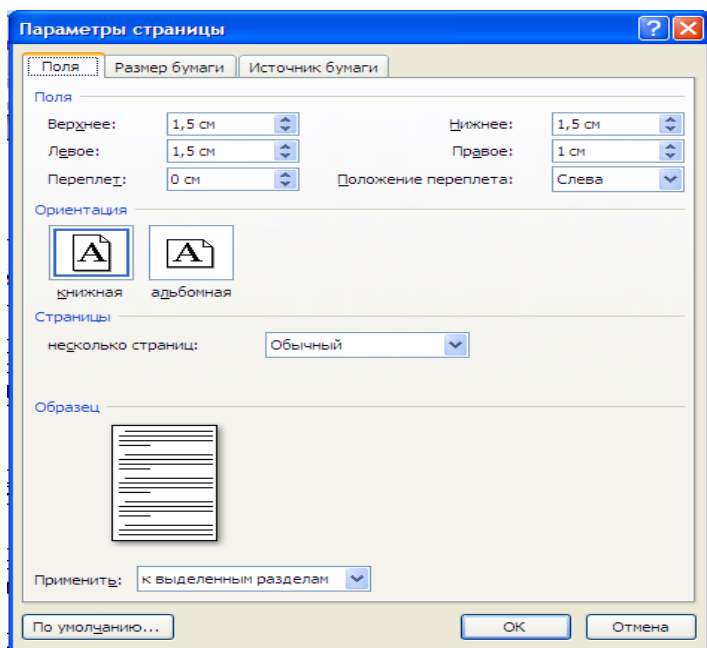 Параметры страницы
Поля Размер бумаги Источник бумаги
Поля
Верхнее: 1,5 см Нижнее: 1,5 см
Левое: 1,5 см Правое: 1 см
Переплет: 0 см Положение переплета: Слева
Ориентация
A A
книжная альбомная
Страницы
несколько страниц: Обычный
Образец
Применить: к выделенным разделам
По умолчанию... ОК Отмена